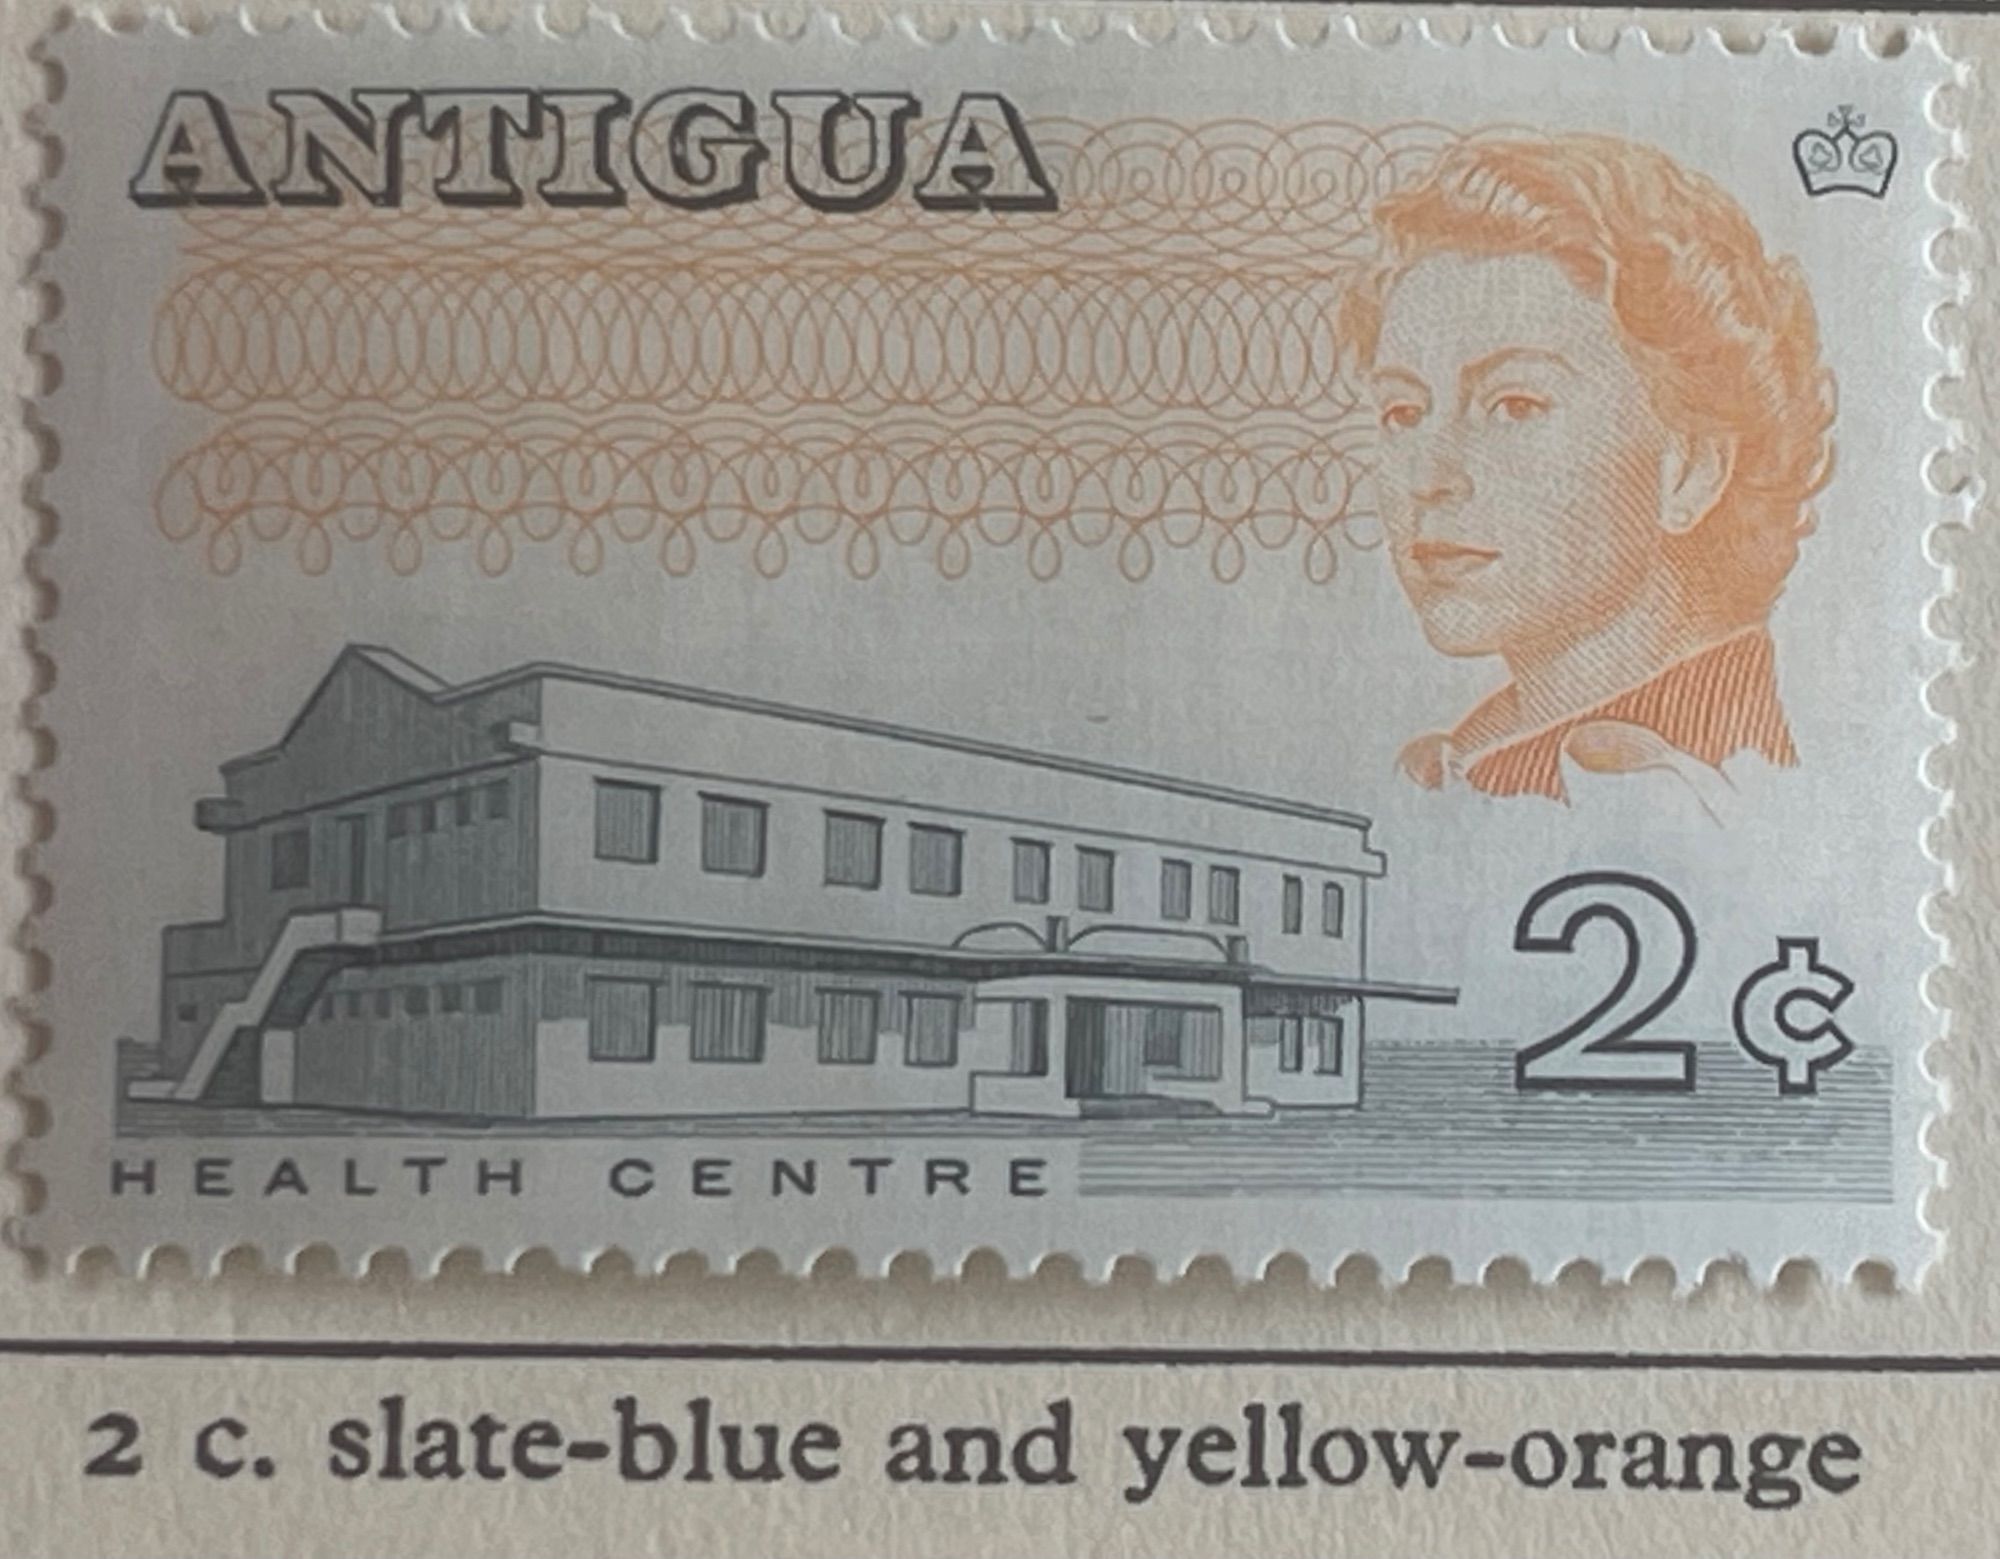 ANTIGUA
2¢
HEALTH CENTRE
2 c. slate-blue and yellow-orange